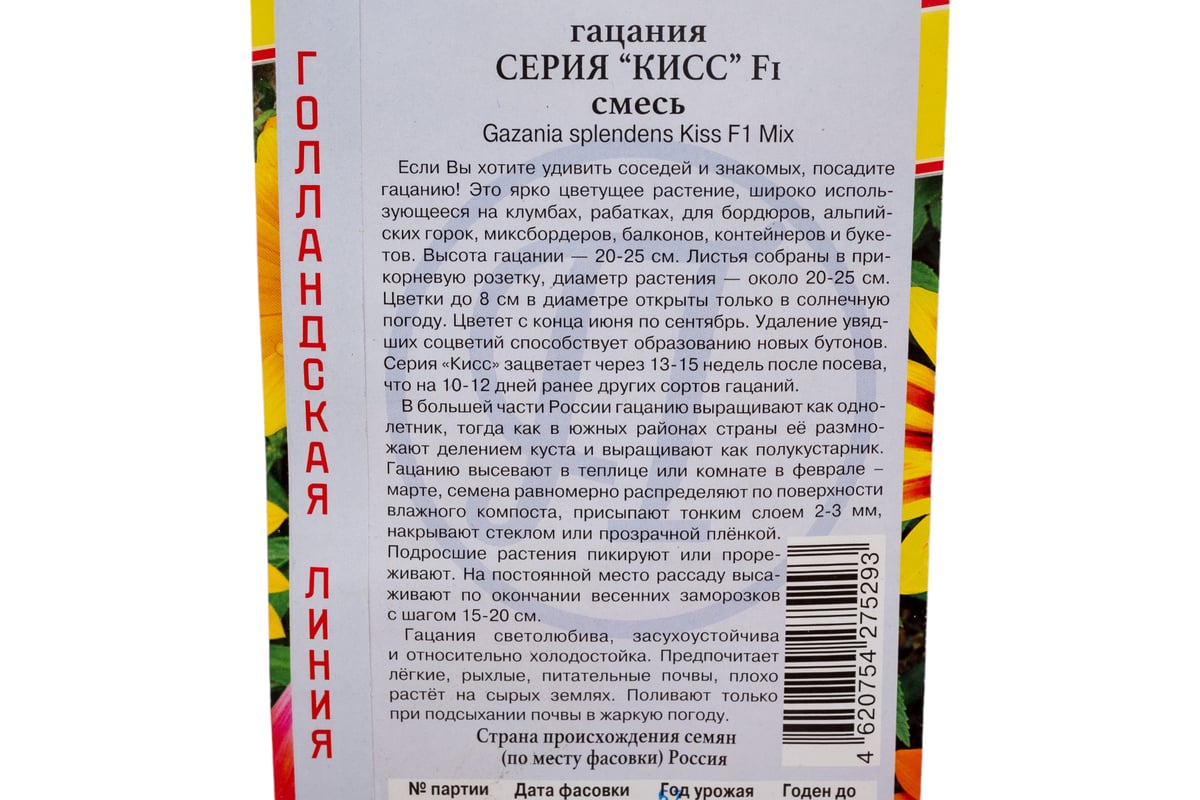 ГОЛЛАНДСКАЯ ЛИНИЯ
гацания
СЕРИЯ “КИСС” F1
смесь
Gazania splendens Kiss F1 Mix
Если Вы хотите удивить соседей и знакомых, посадите
гацанию! Это ярко цветущее растение, широко исполь-
зующееся на клумбах, рабатках, для бордюров, альпий-
ских горок, миксбордеров, балконов, контейнеров и буке-
тов. Высота гацании — 20-25 см. Листья собраны в при-
корневую розетку, диаметр растения — около 20-25 см.
Цветки до 8 см в диаметре открыты только в солнечную
погоду. Цветет с конца июня по сентябрь. Удаление увяд-
ших соцветий способствует образованию новых бутонов.
Серия «Кисс» зацветает через 13-15 недель после посева,
что на 10-12 дней ранее других сортов гацаний.
В большей части России гацанию выращивают как одно-
летник, тогда как в южных районах страны её размно-
жают делением куста и выращивают как полукустарник.
Гацанию высевают в теплице или комнате в феврале –
марте, семена равномерно распределяют по поверхности
влажного компоста, присыпают тонким слоем 2-3 мм,
накрывают стеклом или прозрачной плёнкой.
Подросшие растения пикируют или проре-
живают. На постоянной место рассаду выса-
живают по окончании весенних заморозков
с шагом 15-20 см.
Гацания светолюбива, засухоустойчива
и относительно холодостойка. Предпочитает
лёгкие, рыхлые, питательные почвы, плохо
растёт на сырых землях. Поливают только
при подсыхании почвы в жаркую погоду.
Страна происхождения семян
(по месту фасовки) Россия
4 620754 275293
№ партии Дата фасовки Год урожая Годен до